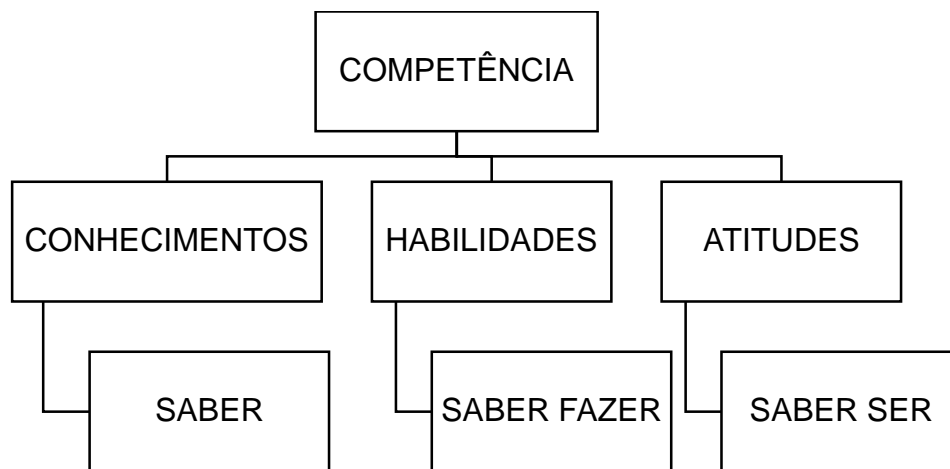 COMPETÊNCIA
CONHECIMENTOS
HABILIDADES
ATITUDES
SABER
SABER FAZER
SABER SER